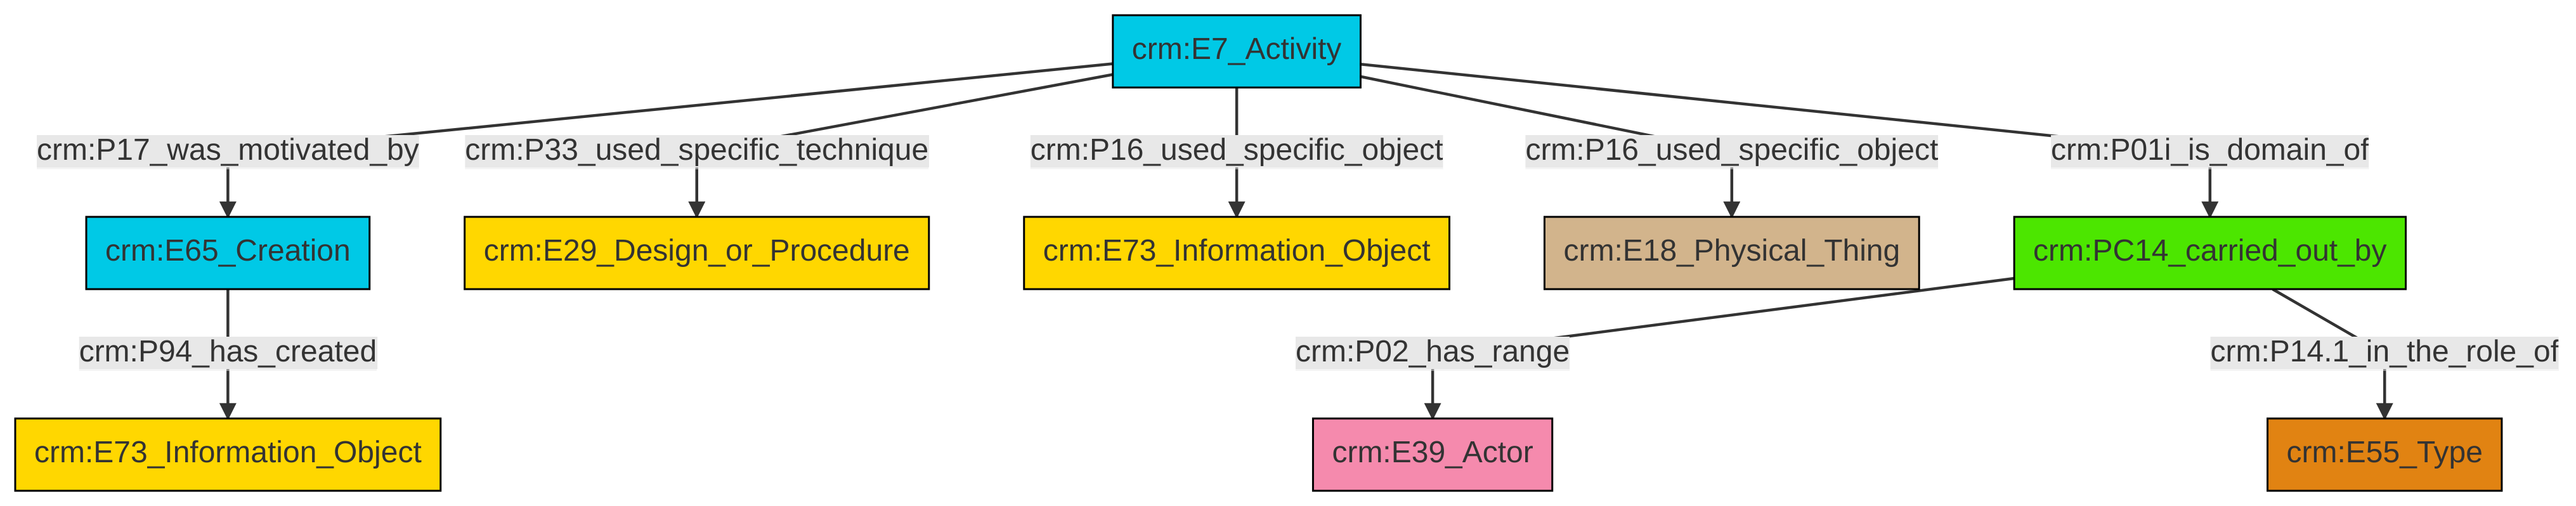 crm:E7_Activity
crm:P17_was_motivated_by
crm:P33_used_specific_technique
crm:P16_used_specific_object
crm:P16_used_specific_object
crm:P01i_is_domain_of
crm:E65_Creation
crm:E29_Design_or_Procedure
crm:E73_Information_Object
crm:E18_Physical_Thing
crm:PC14_carried_out_by
crm:P94_has_created
crm:P02_has_range
crm:P14.1_in_the_role_of
crm:E73_Information_Object
crm:E39_Actor
crm:E55_Type